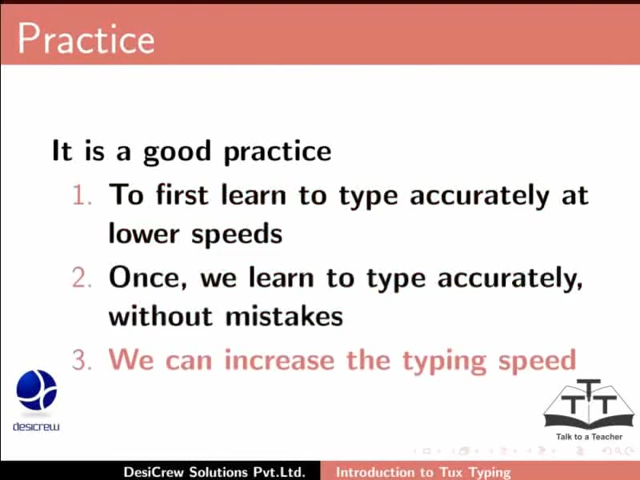 Practice
It is a good practice
1. To first learn to type accurately at
lower speeds
2. Once, we learn to type accurately,
without mistakes
3. We can increase the typing speed
desicrew
TTT
Talk to a Teacher
DesiCrew Solutions Pvt.Ltd. Introduction to Tux Typing